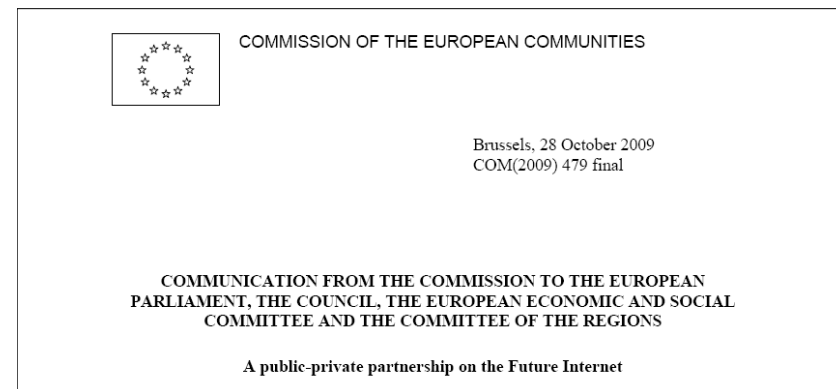 COMMISSION OF THE EUROPEAN COMMUNITIES
Brussels, 28 October 2009
COM(2009) 479 final
COMMUNICATION FROM THE COMMISSION TO THE EUROPEAN
PARLIAMENT, THE COUNCIL, THE EUROPEAN ECONOMIC AND SOCIAL
COMMITTEE AND THE COMMITTEE OF THE REGIONS
A public-private partnership on the Future Internet